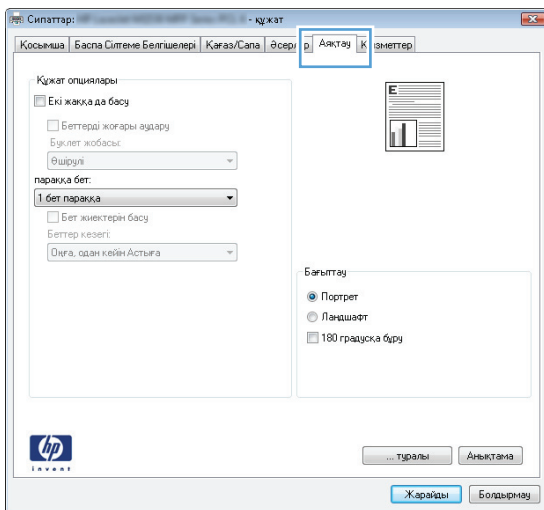 Сипаттар: - құжат
Қосымша Баспа Сілтеме Белгішелері Қағаз/Сапа Әсерлер Аяқтау Қызметтер
Құжат опциялары
Екі жаққа да басу
Беттерді жоғары аудару
Буклет жобасы:
Өшірулі
параққа бет:
1 бет параққа
Бет жиектерін басу
Беттер кезегі:
Оңға, одан кейін Астыға
E
Бағыттау
Портрет
Ландшафт
180 градусқа бұру
hp
invent
... туралы Анықтама
Жарайды Болдырмау